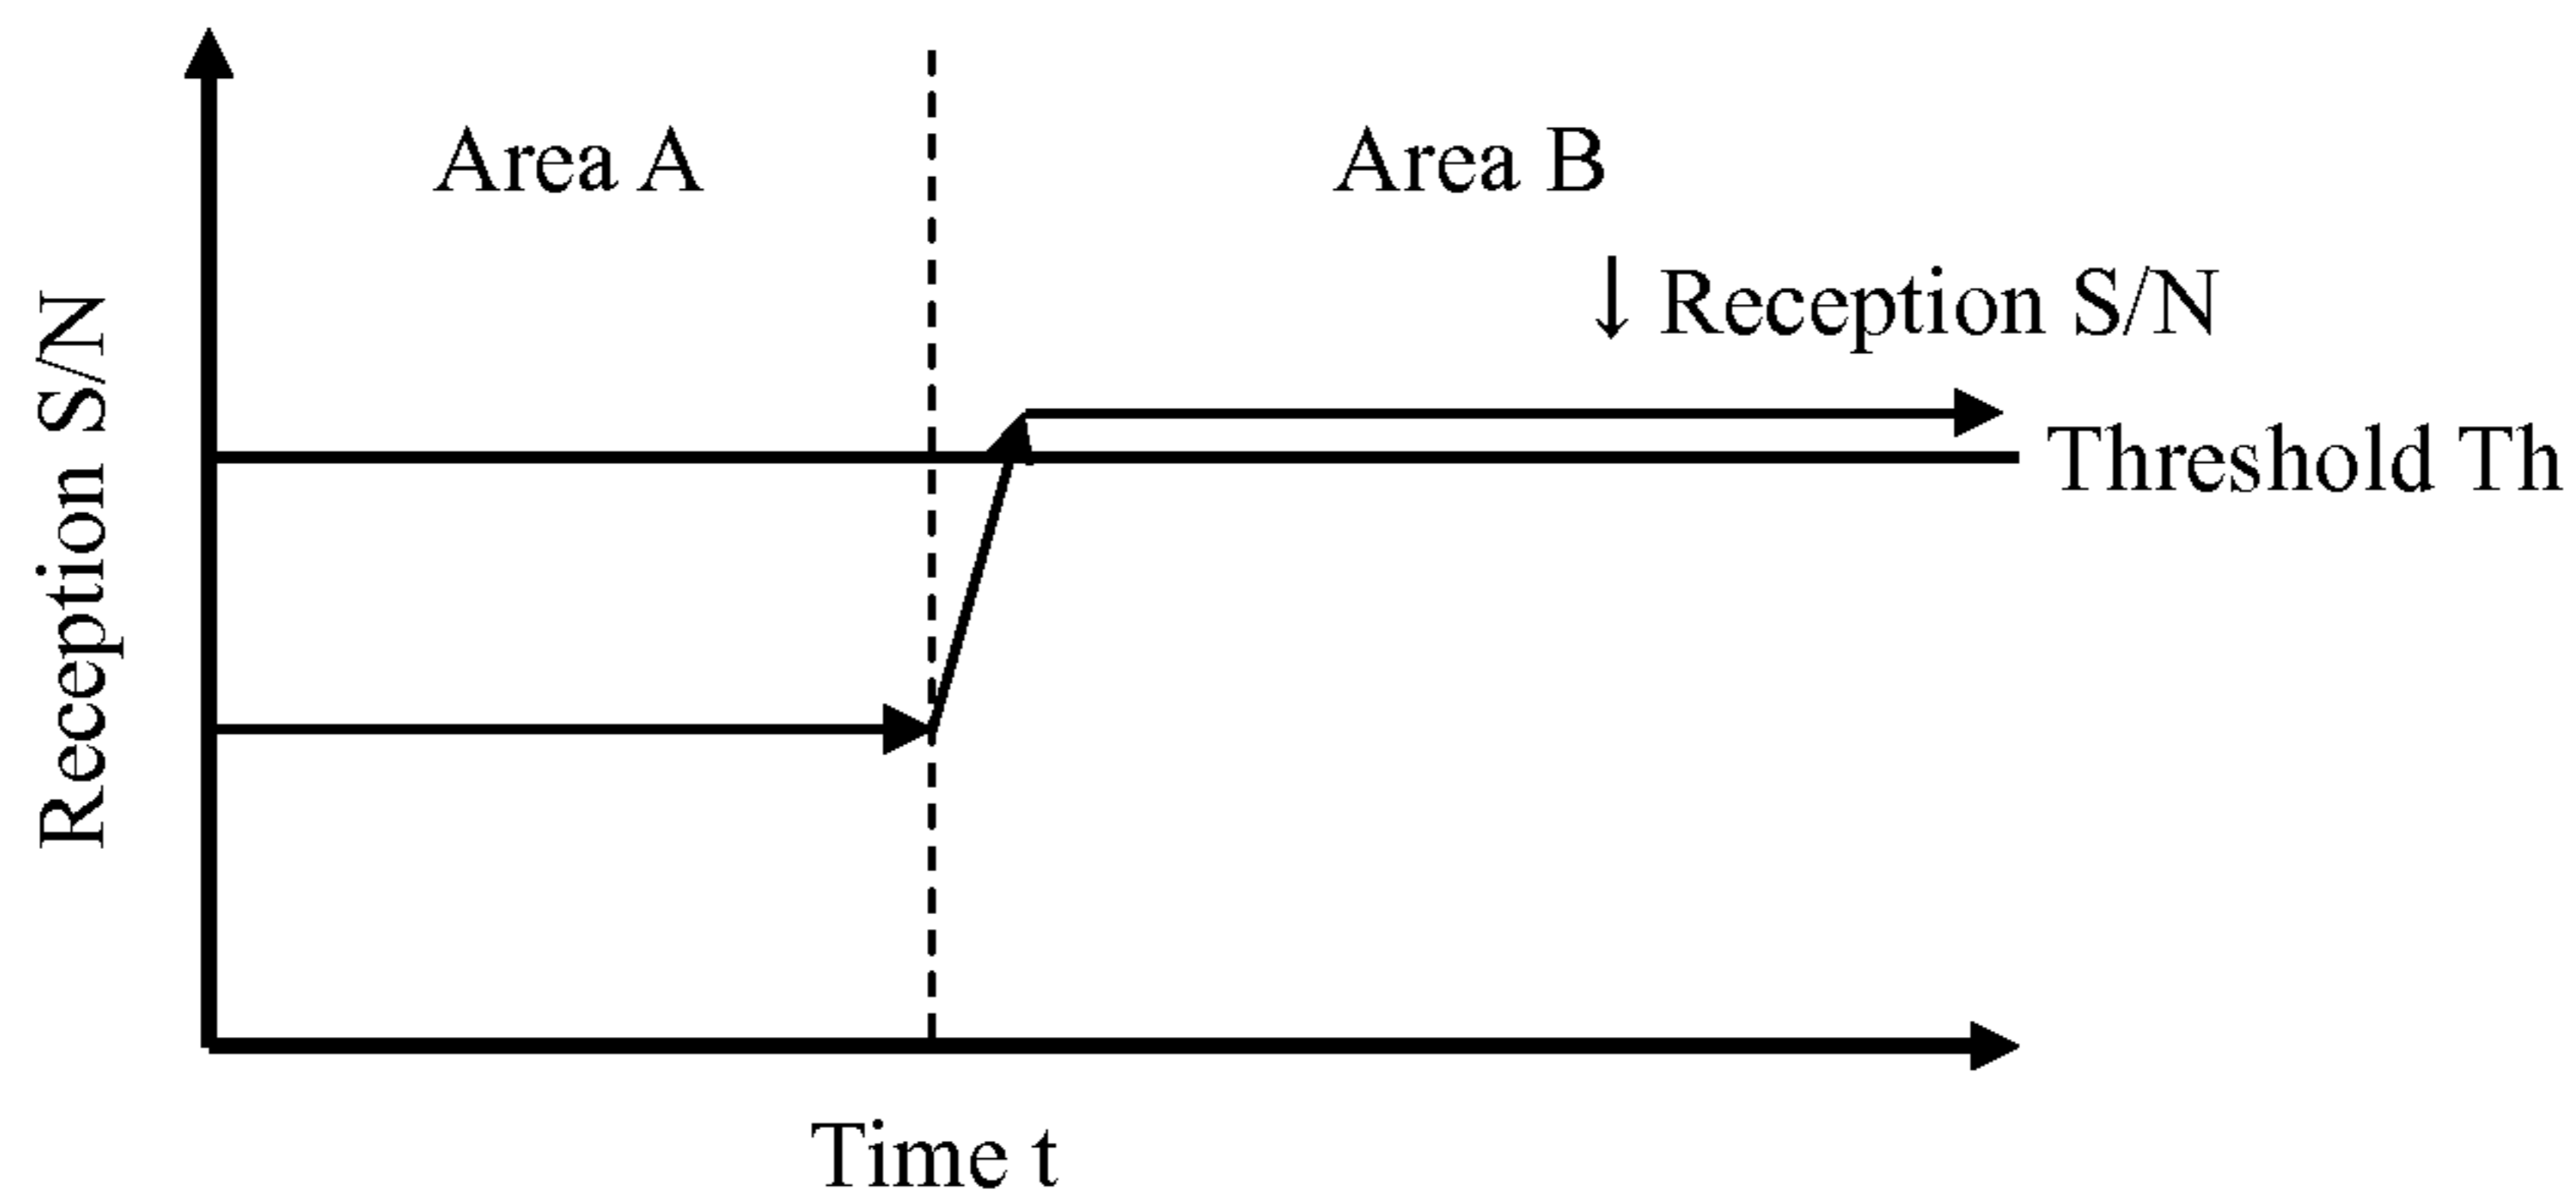 Area A
Area B
↓ Reception S/N
Threshold Th
Reception S/N
Time t